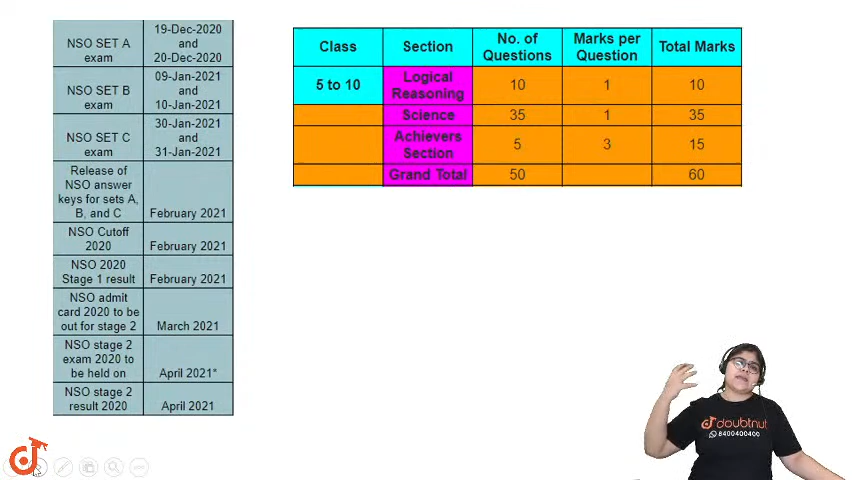 NSO SET A
exam
19-Dec-2020
and
20-Dec-2020
NSO SET B
exam
09-Jan-2021
and
10-Jan-2021
NSO SET C
exam
30-Jan-2021
and
31-Jan-2021
Release of
NSO answer
keys for sets A,
B, and C
February 2021
NSO Cutoff
2020
February 2021
NSO 2020
Stage 1 result
February 2021
NSO admit
card 2020 to be
out for stage 2
March 2021
NSO stage 2
exam 2020 to
be held on
April 2021*
NSO stage 2
result 2020
April 2021
Class
Section
No. of
Questions
Marks per
Question
Total Marks
5 to 10
Logical
Reasoning
10
1
10
Science
35
1
35
Achievers
Section
5
3
15
Grand Total
50
60
doubtnut
8400400400